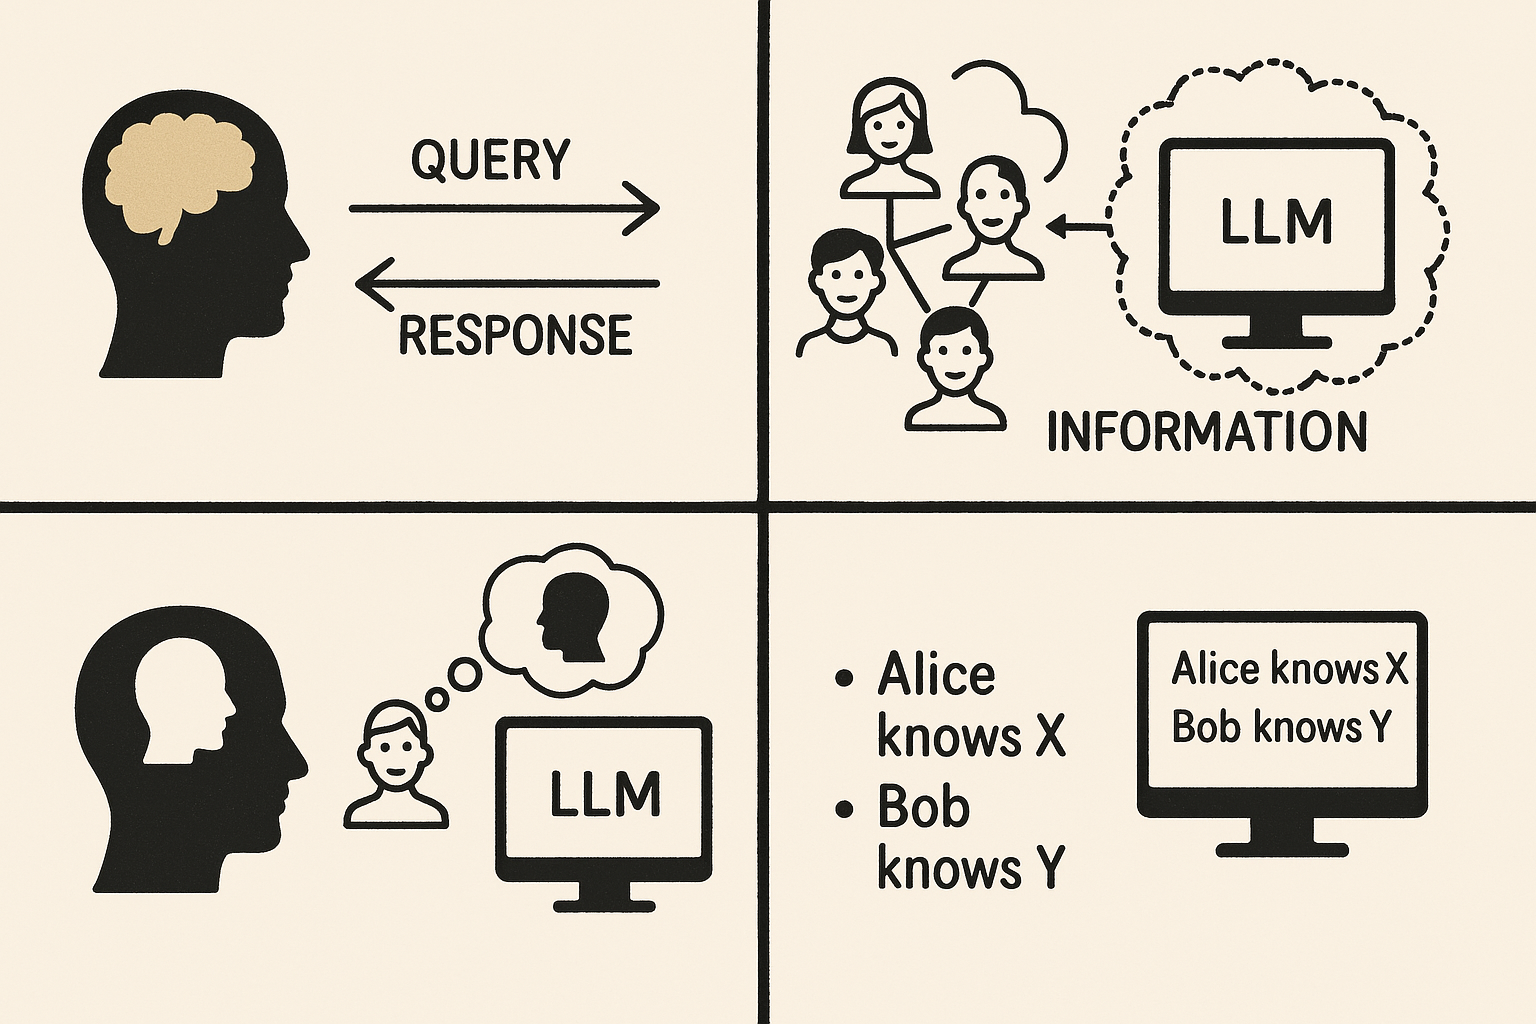 QUERY
RESPONSE
LLM
INFORMATION
LLM
• Alice
knows X
• Bob
knows Y
Alice knows X
Bob knows Y